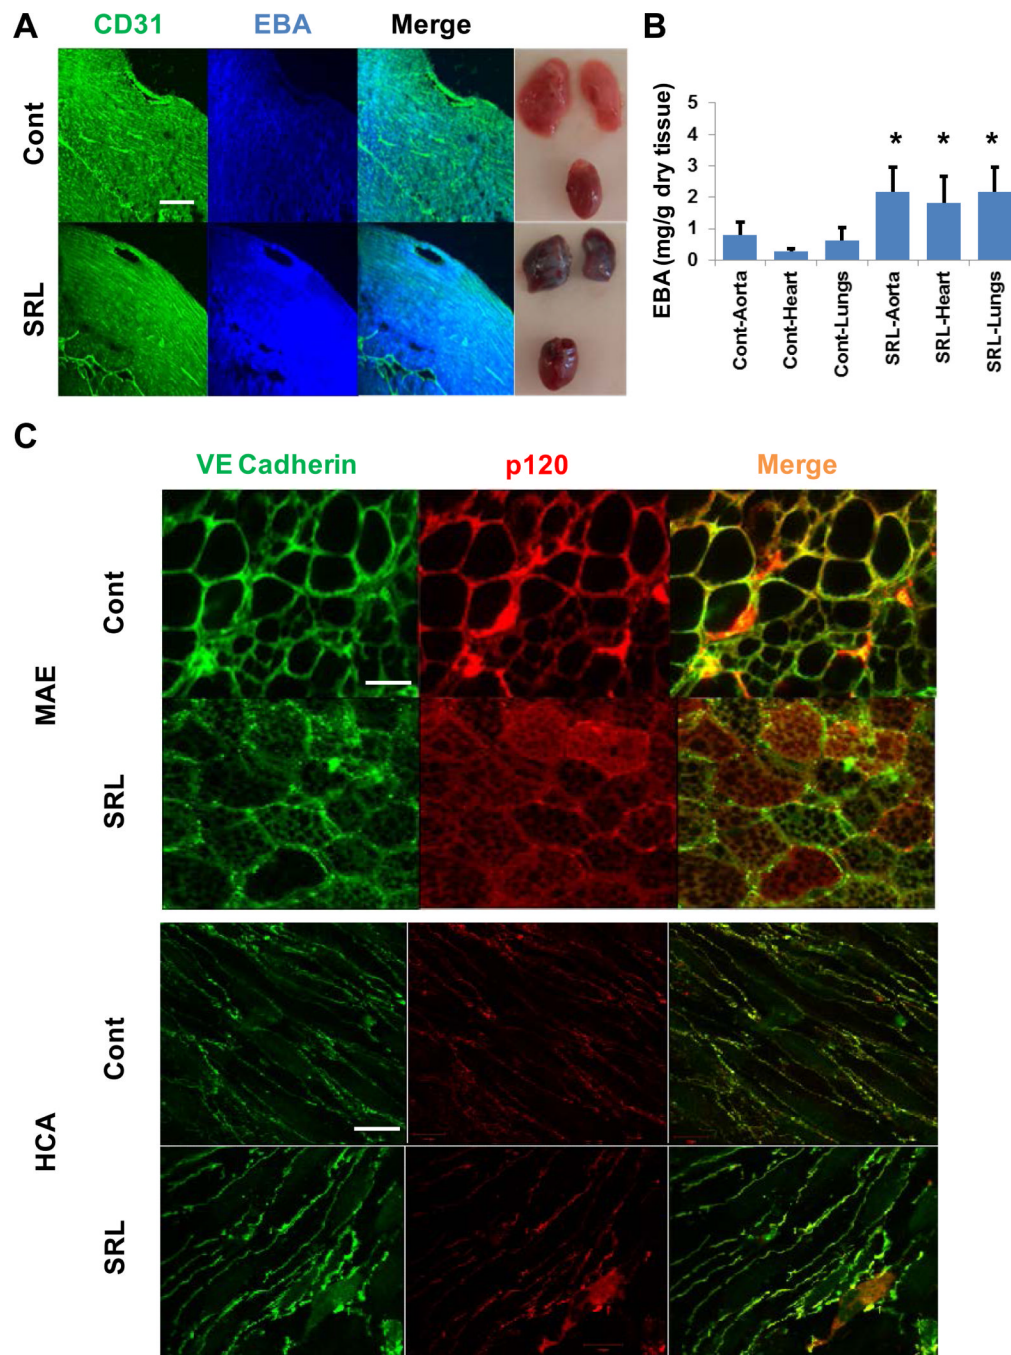 A
CD31
EBA
Merge
Cont
SRL
B
EBA (mg/g dry tissue)
5
4
3
2
1
0
*
*
*
Cont-Aorta
Cont-Heart
Cont-Lungs
SRL-Aorta
SRL-Heart
SRL-Lungs
C
VE Cadherin
p120
Merge
MAE
Cont
SRL
HCA
Cont
SRL